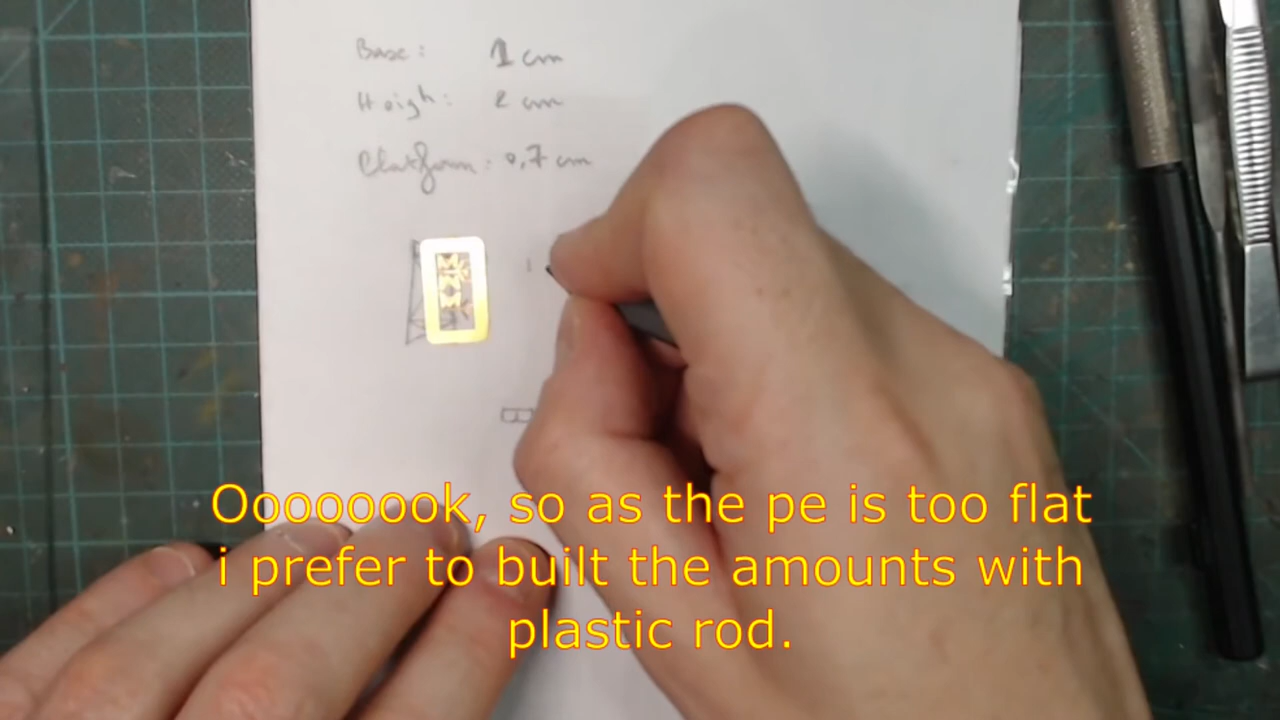 Base: 1 cm
Heigh: 2 cm
Platform: 0,7 cm
Oooooook, so as the pe is too flat
i prefer to built the amounts with
plastic rod.